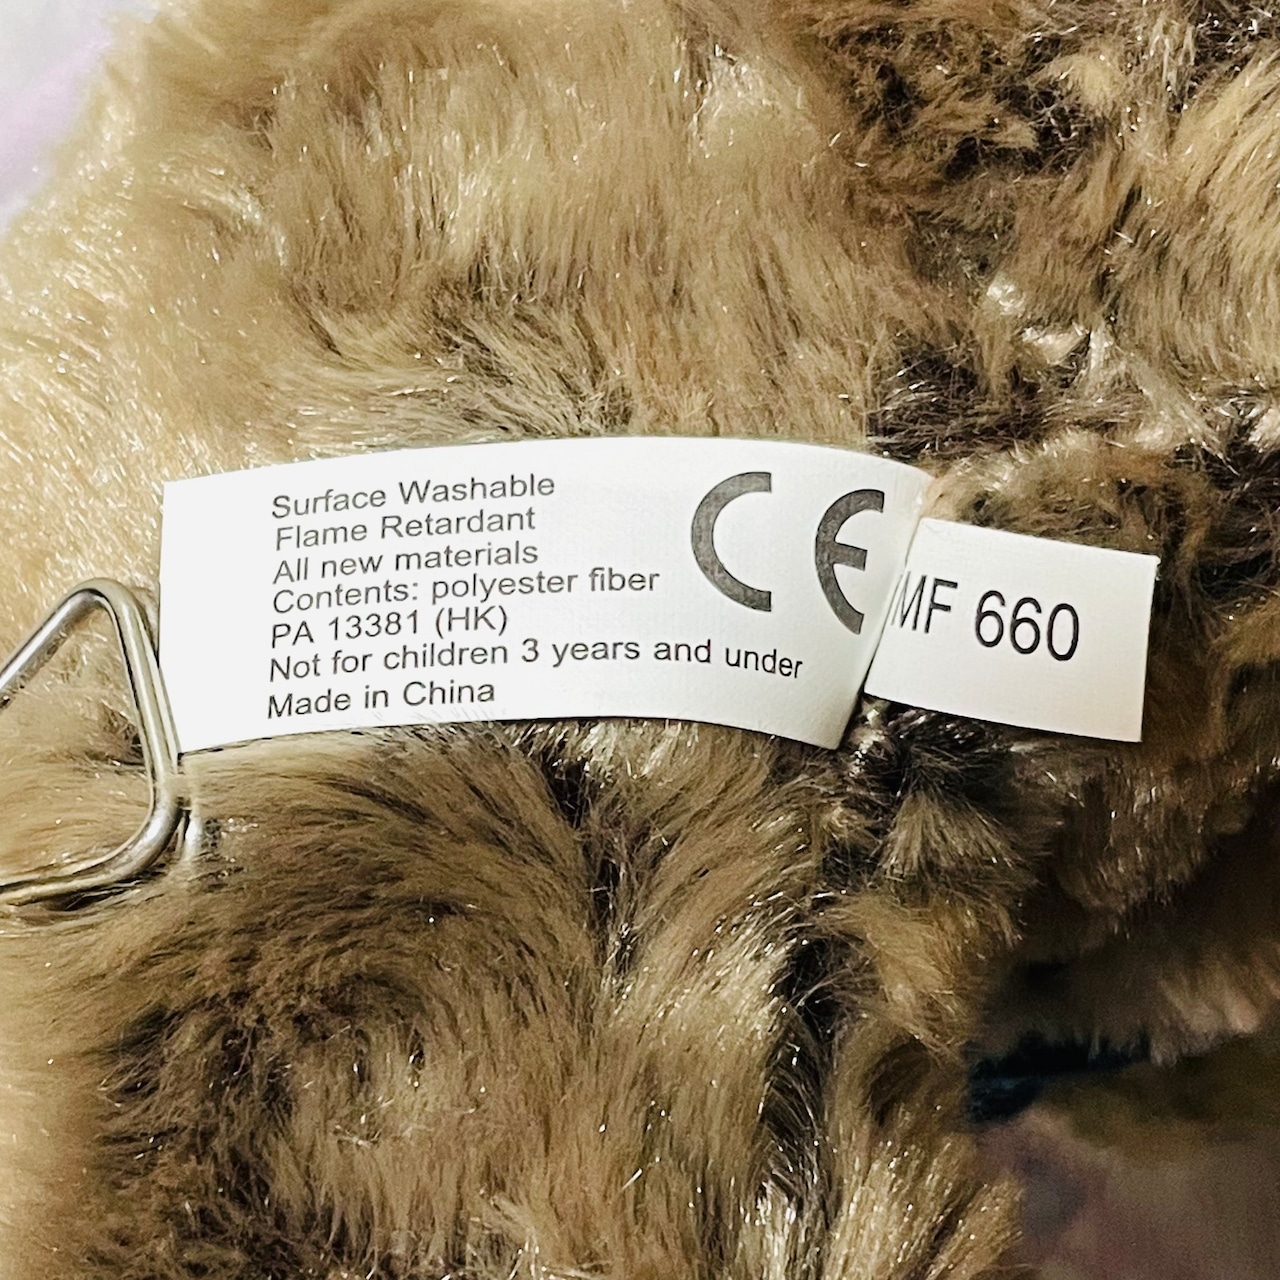 Surface Washable
Flame Retardant
All new materials
Contents: polyester fiber
PA 13381 (HK)
Not for children 3 years and under
Made in China
CE
MF 660